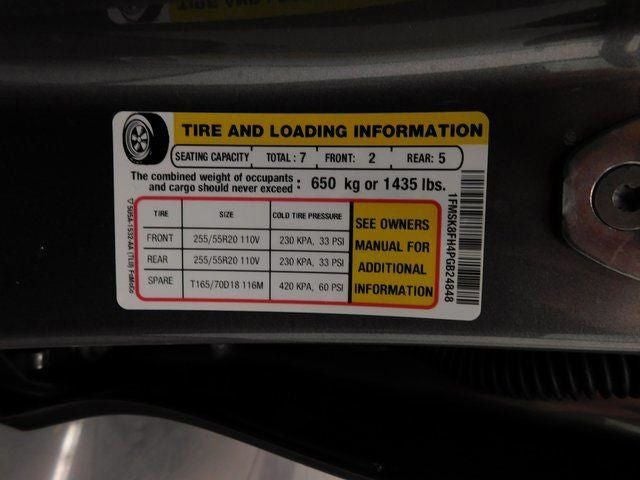 TIRE AND LOADING INFORMATION
SEATING CAPACITY TOTAL : 7 FRONT: 2 REAR: 5
The combined weight of occupants
and cargo should never exceed : 650 kg or 1435 lbs.
TIRE SIZE COLD TIRE PRESSURE
FRONT 255/55R20 110V 230 KPA, 33 PSI
REAR 255/55R20 110V 230 KPA, 33 PSI
SPARE T165/70D18 116M 420 KPA, 60 PSI
SEE OWNERS
MANUAL FOR
ADDITIONAL
INFORMATION
1FMSK8FH4PGB24848